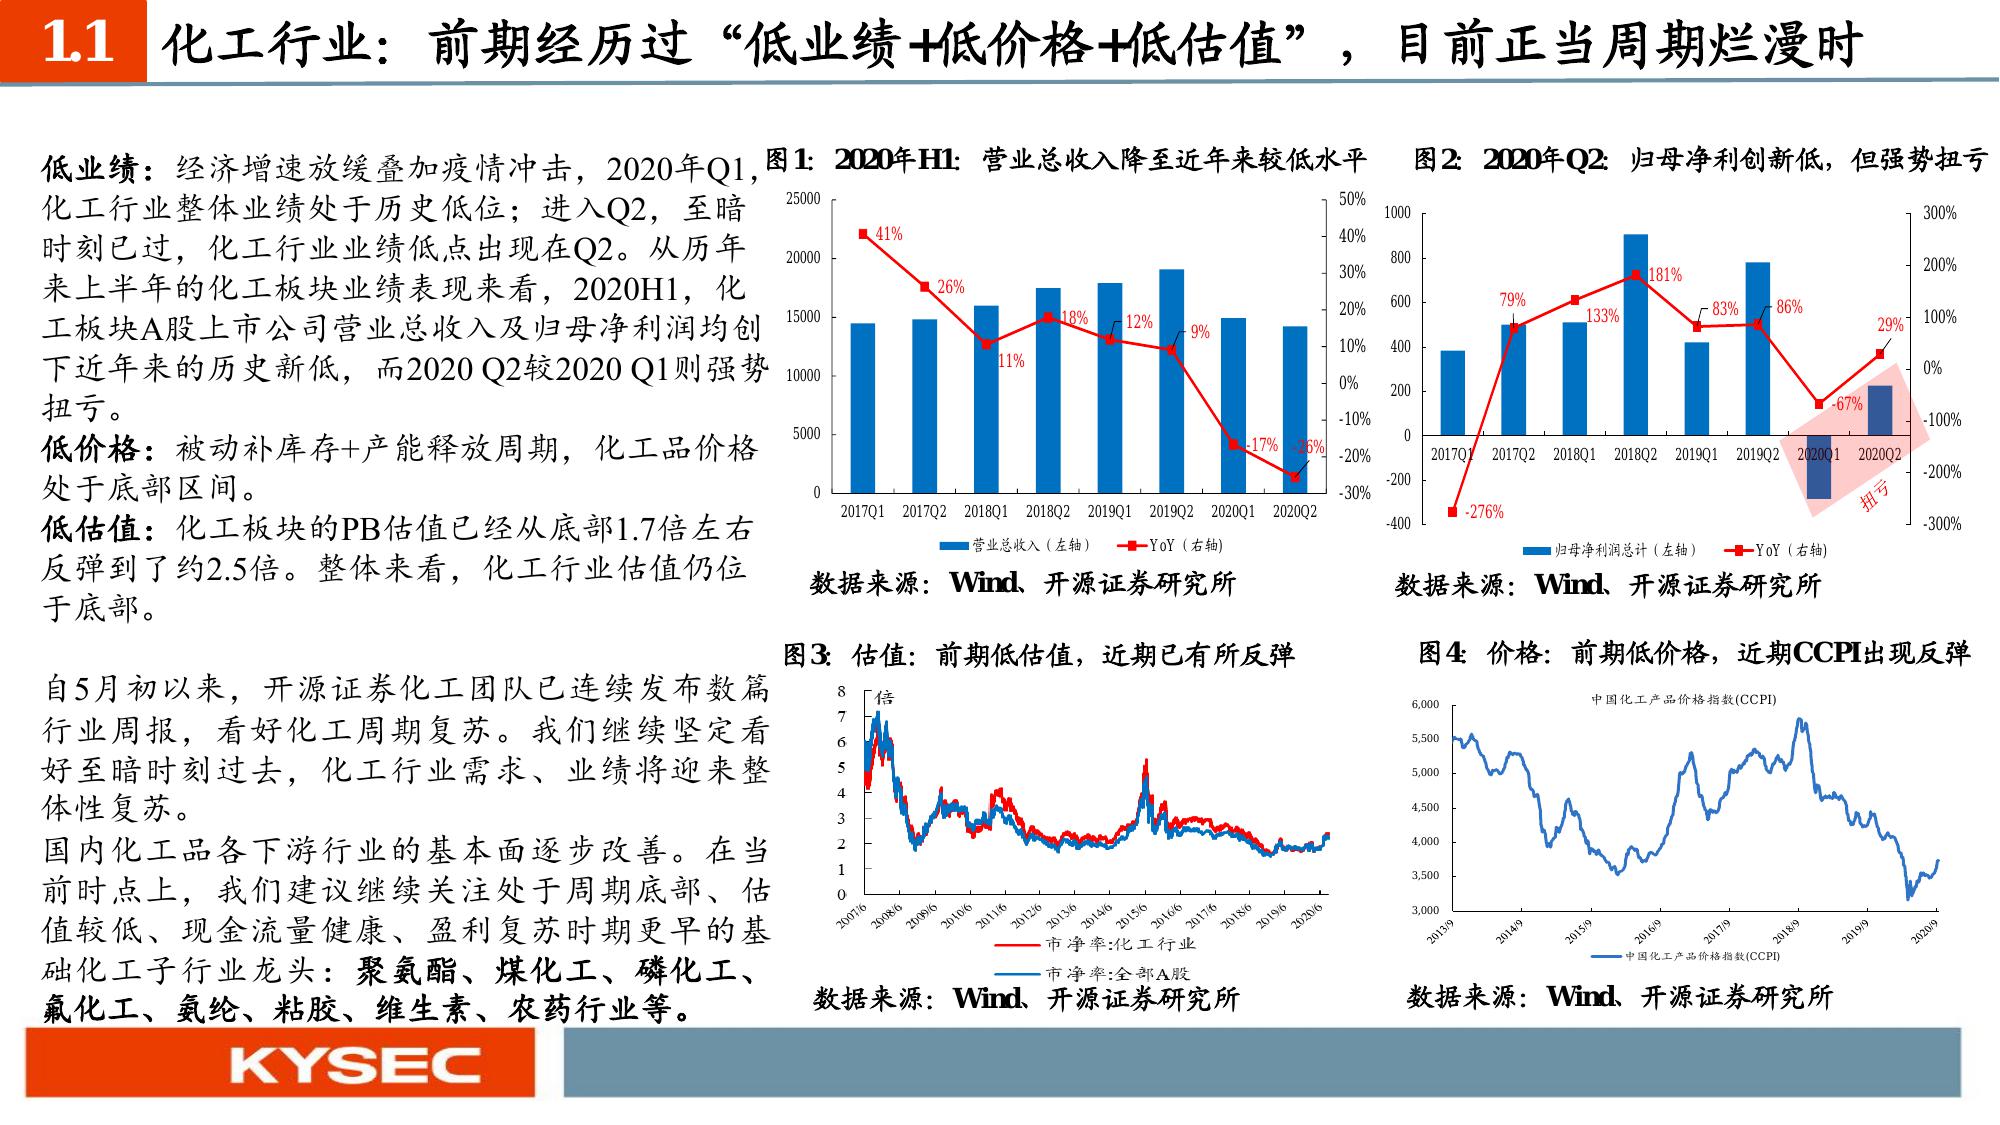 1.1 化工行业：前期经历过“低业绩+低价格+低估值”，目前正当周期烂漫时
低业绩：经济增速放缓叠加疫情冲击，2020年Q1，
化工行业整体业绩处于历史低位；进入Q2，至暗
时刻已过，化工行业业绩低点出现在Q2。从历年
来上半年的化工板块业绩表现来看，2020H1，化
工板块A股上市公司营业总收入及归母净利润均创
下近年来的历史新低，而2020 Q2较2020 Q1则强势
扭亏。
低价格：被动补库存+产能释放周期，化工品价格
处于底部区间。
低估值：化工板块的PB估值已经从底部1.7倍左右
反弹到了约2.5倍。整体来看，化工行业估值仍位
于底部。
自5月初以来，开源证券化工团队已连续发布数篇
行业周报，看好化工周期复苏。我们继续坚定看
好至暗时刻过去，化工行业需求、业绩将迎来整
体性复苏。
国内化工品各下游行业的基本面逐步改善。在当
前时点上，我们建议继续关注处于周期底部、估
值较低、现金流量健康、盈利复苏时期更早的基
础化工子行业龙头：聚氨酯、煤化工、磷化工、
氟化工、氨纶、粘胶、维生素、农药行业等。
图1：2020年H1：营业总收入降至近年来较低水平
25000
20000
15000
10000
5000
0
50%
40%
30%
20%
10%
0%
-10%
-20%
-30%
41%
26%
11%
18%
12%
9%
-17%
-26%
2017Q1 2017Q2 2018Q1 2018Q2 2019Q1 2019Q2 2020Q1 2020Q2
营业总收入（左轴） YoY（右轴)
数据来源：Wind、开源证券研究所
图2：2020年Q2：归母净利创新低，但强势扭亏
1000
800
600
400
200
0
-200
-400
300%
200%
100%
0%
-100%
-200%
-300%
-276%
79%
133%
181%
83%
86%
-67%
29%
2017Q1 2017Q2 2018Q1 2018Q2 2019Q1 2019Q2 2020Q1 2020Q2
扭亏
归母净利润总计（左轴） YoY（右轴)
数据来源：Wind、开源证券研究所
图3：估值：前期低估值，近期已有所反弹
倍
8
7
6
5
4
3
2
1
0
2007/6 2008/6 2009/6 2010/6 2011/6 2012/6 2013/6 2014/6 2015/6 2016/6 2017/6 2018/6 2019/6 2020/6
市净率:化工行业
市净率:全部A股
数据来源：Wind、开源证券研究所
图4：价格：前期低价格，近期CCPI出现反弹
中国化工产品价格指数(CCPI)
6,000
5,500
5,000
4,500
4,000
3,500
3,000
2013/9 2014/9 2015/9 2016/9 2017/9 2018/9 2019/9 2020/9
中国化工产品价格指数(CCPI)
数据来源：Wind、开源证券研究所
KYSEC